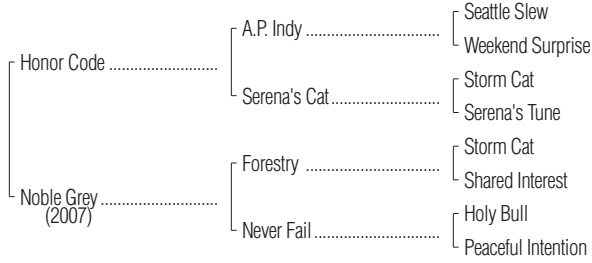 Seattle Slew
A.P. Indy ..........................
Weekend Surprise
Honor Code ..........................
Storm Cat
Serena's Cat..........................
Serena's Tune
Storm Cat
Forestry ..........................
Shared Interest
Noble Grey ..........................
(2007)
Holy Bull
Never Fail ..........................
Peaceful Intention